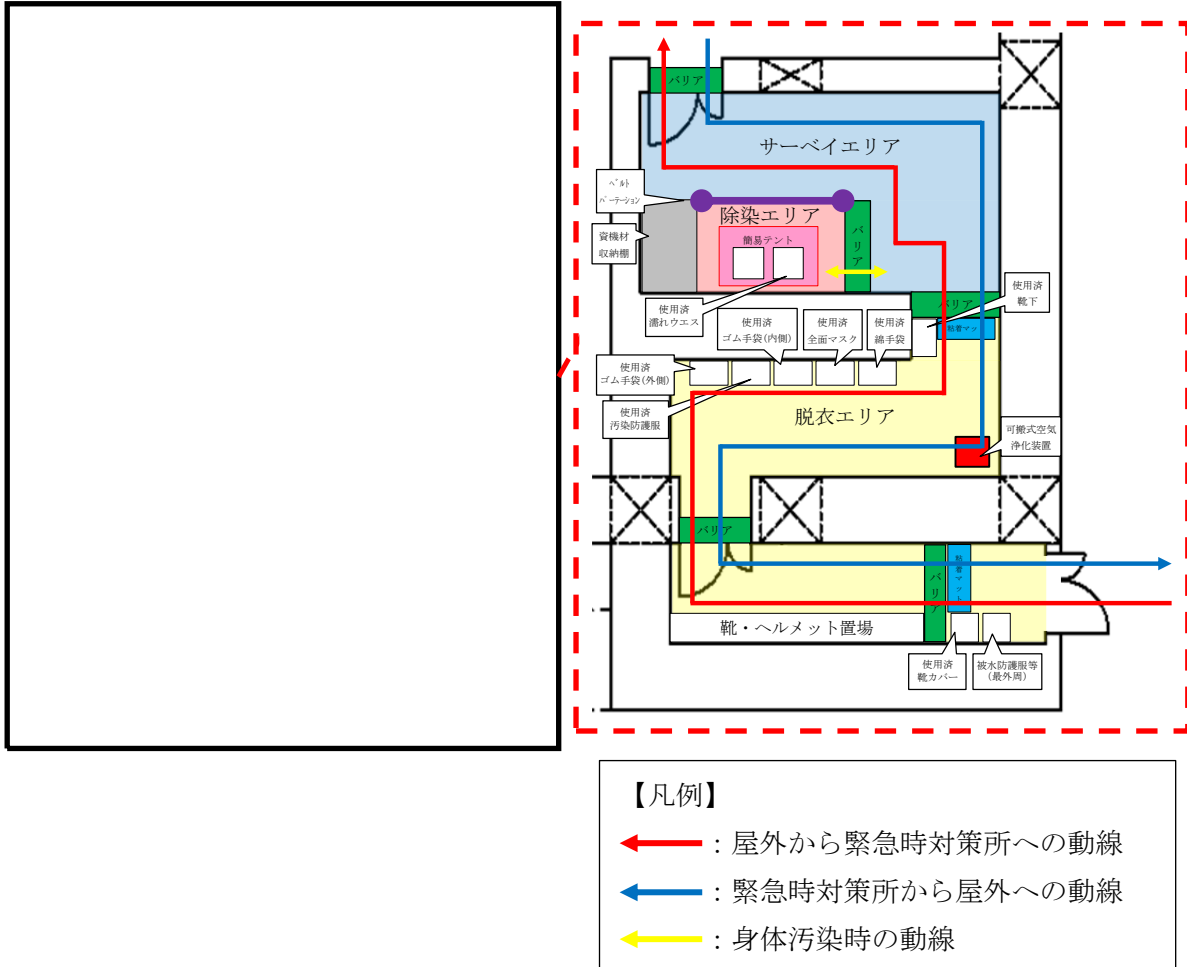 バリア
サーベイエリア
ベルト
パーテーション
除染エリア
資機材
収納棚
簡易テント
バリア
使用済
濡れウエス
バリア
使用済
靴下
粘着マッ
使用済
ゴム手袋(内側)
使用済
全面マスク
使用済
綿手袋
使用済
ゴム手袋(外側)
使用済
汚染防護服
脱衣エリア
可搬式空気
浄化装置
バリア
バリア
粘着マット
靴・ヘルメット置場
使用済
靴カバー
被水防護服等
(最外周)
【凡例】
:屋外から緊急時対策所への動線
:緊急時対策所から屋外への動線
:身体汚染時の動線